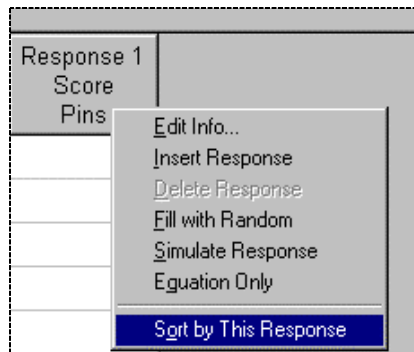 Response 1
Score
Pins
Edit Info...
Insert Response
Delete Response
Fill with Random
Simulate Response
Equation Only
Sort by This Response